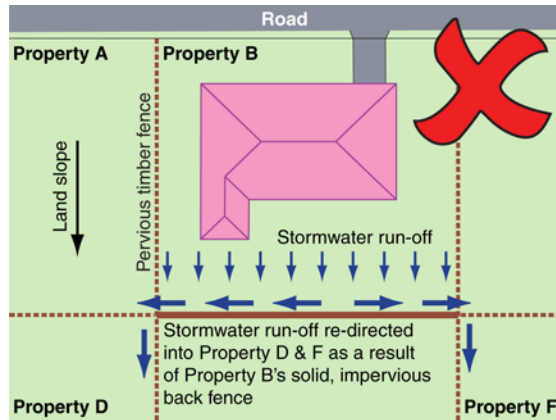 Road
Property A
Property B
Land slope
Pervious timber fence
Stormwater run-off
Stormwater run-off re-directed
into Property D & F as a result
of Property B's solid, impervious
back fence
Property D
Property F